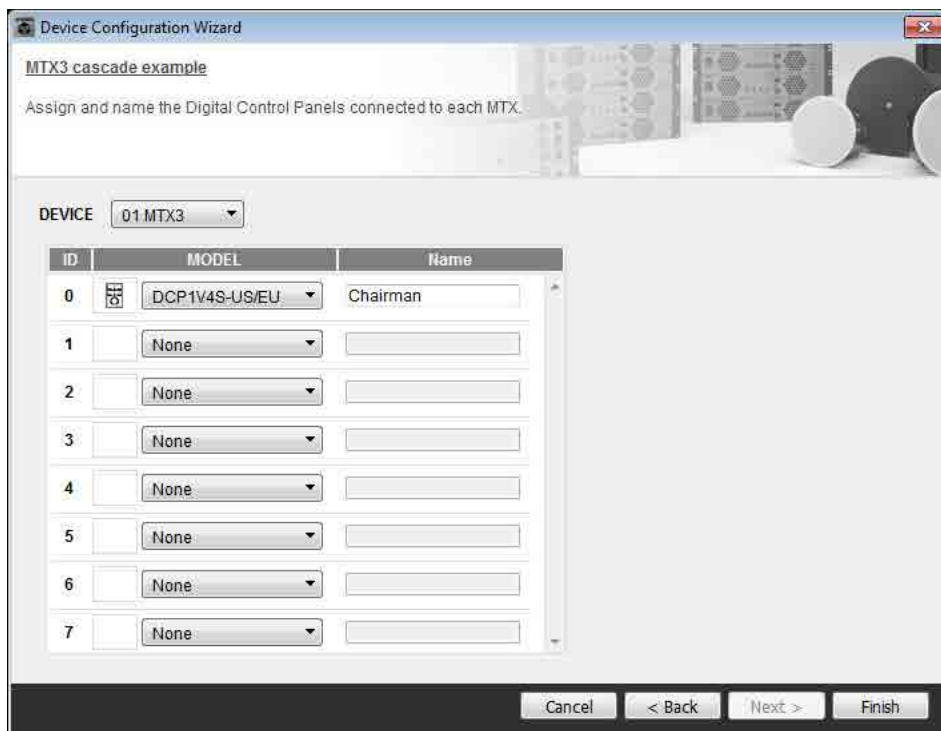 Device Configuration Wizard
MTX3 cascade example
Assign and name the Digital Control Panels connected to each MTX.
DEVICE 01 MTX3
ID MODEL Name
0 DCP1V4S-US/EU Chairman
1 None
2 None
3 None
4 None
5 None
6 None
7 None
Cancel < Back Next > Finish